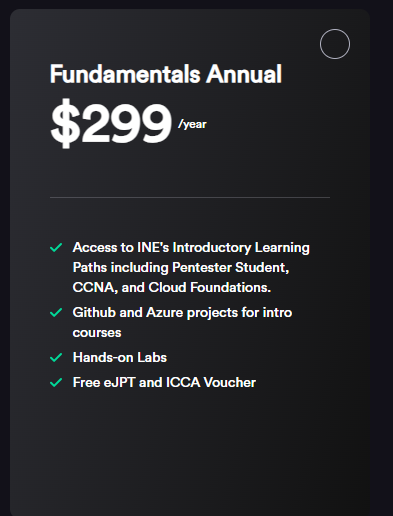 Fundamentals Annual
$299 /year
Access to INE's Introductory Learning
Paths including Pentester Student,
CCNA, and Cloud Foundations.
Github and Azure projects for intro
courses
Hands-on Labs
Free eJPT and ICCA Voucher